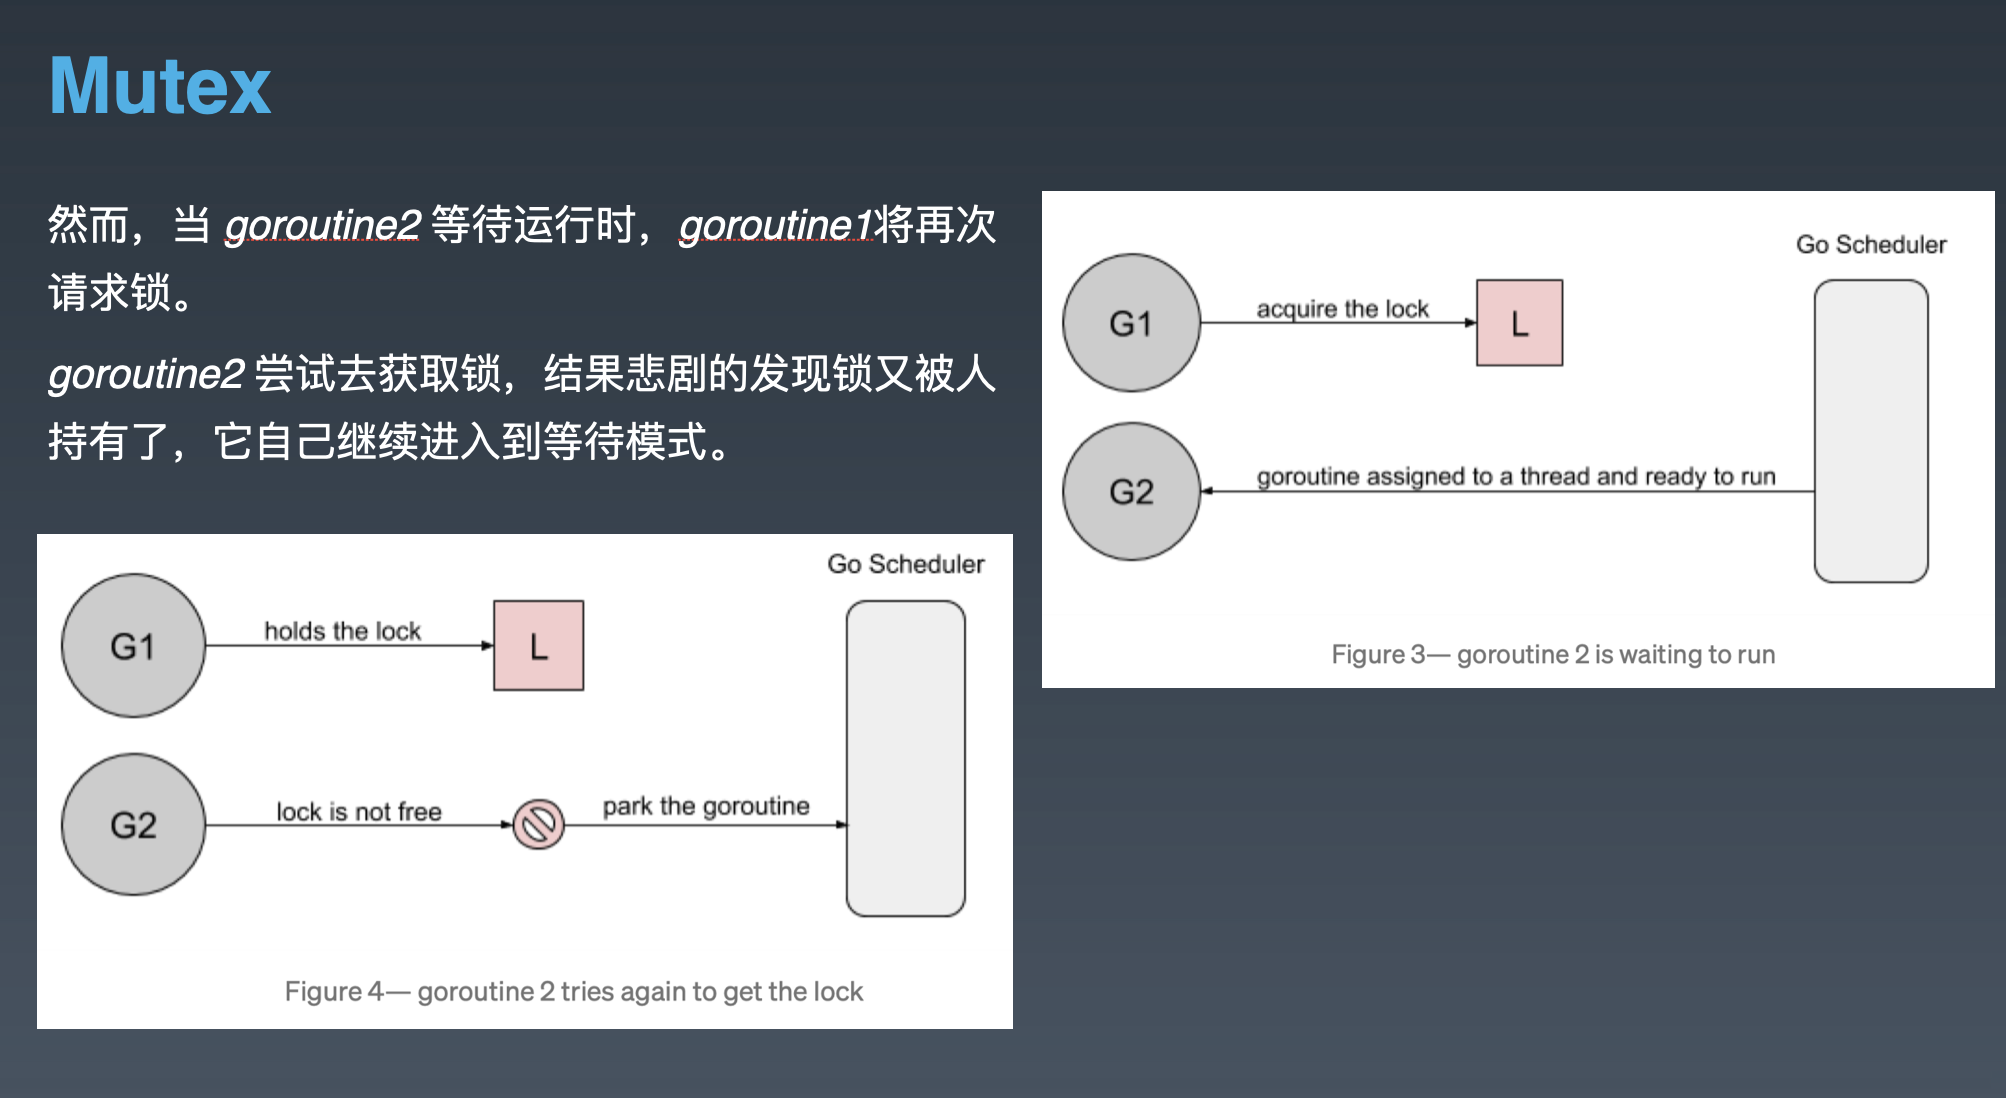 Mutex
然而，当 goroutine2 等待运行时，goroutine1将再次
请求锁。
goroutine2 尝试去获取锁，结果悲剧的发现锁又被人
持有了，它自己继续进入到等待模式。
Go Scheduler
G1
acquire the lock
L
G2
goroutine assigned to a thread and ready to run
Figure 3— goroutine 2 is waiting to run
Go Scheduler
G1
holds the lock
L
G2
lock is not free
park the goroutine
Figure 4— goroutine 2 tries again to get the lock